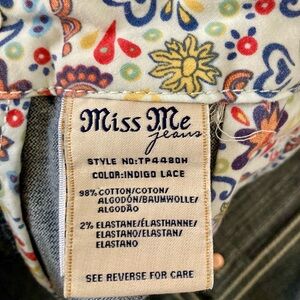 Miss Me
jeans
STYLE NO:TP4480H
COLOR:INDIGO LACE
98% COTTON/COTON/
ALGODÓN/BAUMWOLLE/
ALGODÃO
2% ELASTANE/ÉLASTHANNE/
ELASTANO/ELASTAN/
ELASTANO
SEE REVERSE FOR CARE